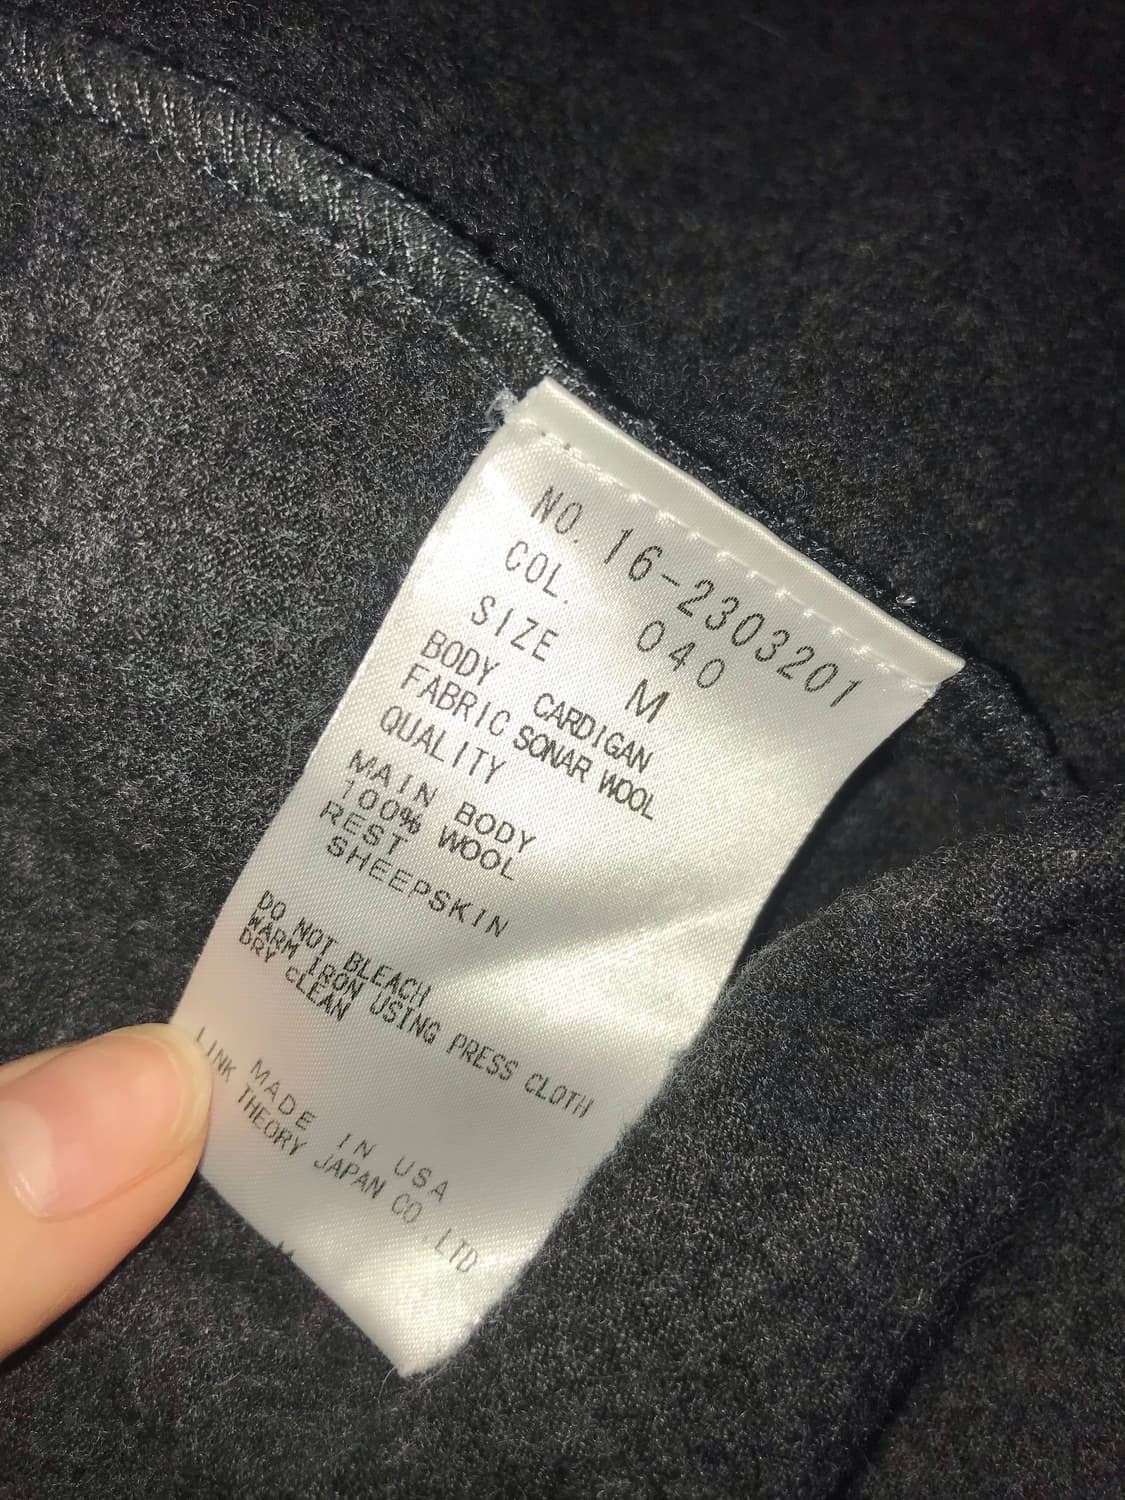 NO. 16-2303201
COL. 040
SIZE M
BODY CARDIGAN
FABRIC SONAR WOOL
QUALITY
MAIN BODY
100% WOOL
REST
SHEEPSKIN
DO NOT BLEACH
WARM IRON USING PRESS CLOTH
DRY cLEAN
MADE IN USA
LINK THEORY JAPAN CO.,LTD